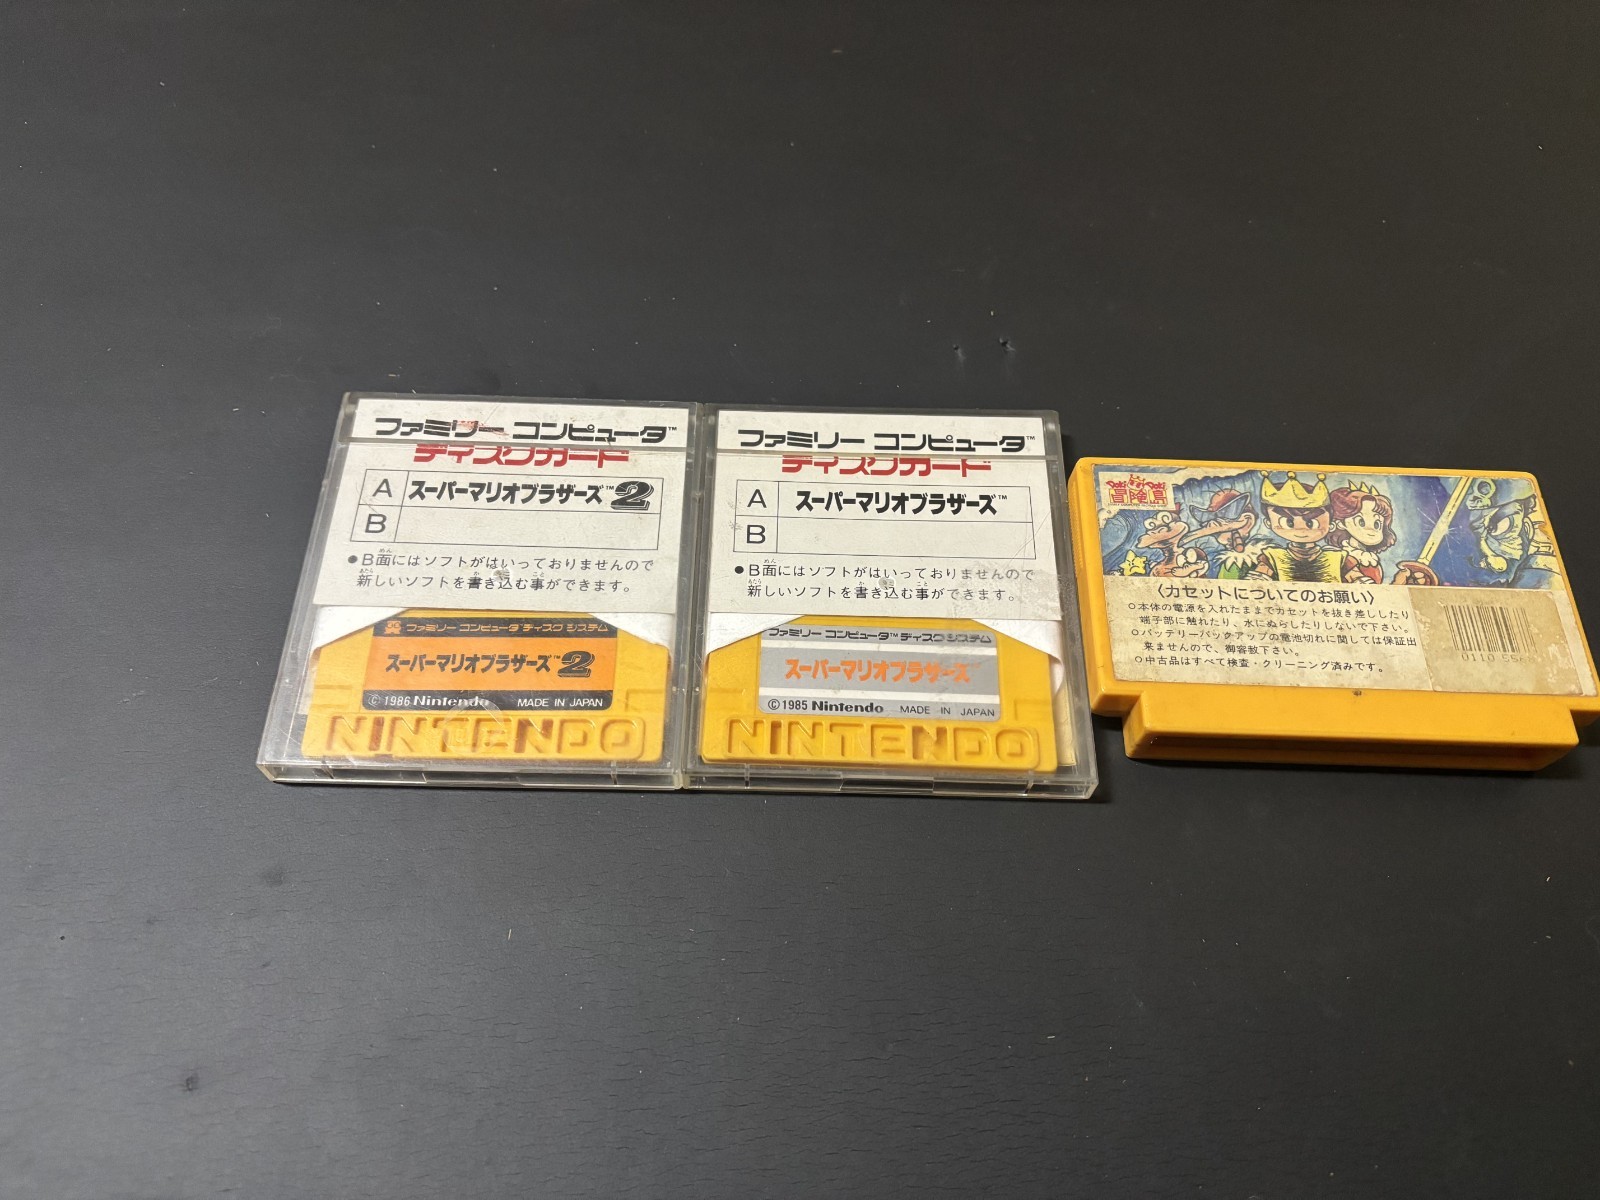 ファミリー コンピュータ™
ディスクカード
A スーパーマリオブラザーズ™2
B
●B面にはソフトがはいっておりませんので
新しいソフトを書き込む事ができます。
ファミリー コンピュータ™ ディスク システム
スーパーマリオブラザーズ™2
© 1986 Nintendo MADE IN JAPAN
NINTENDO
ファミリー コンピュータ™
ディスクカード
A スーパーマリオブラザーズ™
B
●B面にはソフトがはいっておりませんので
新しいソフトを書き込む事ができます。
ファミリー コンピュータ™ ディスク システム
スーパーマリオブラザーズ
© 1985 Nintendo MADE IN JAPAN
NINTENDO
冒険島
〈カセットについてのお願い〉
○本体の電源を入れたままでカセットを抜き差ししたり
端子部に触れたり、水にぬらしたりしないで下さい。
○バッテリーバックアップの電池切れに関しては保証出
来ませんので、御容赦下さい。
○中古品はすべて検査・クリーニング済みです。